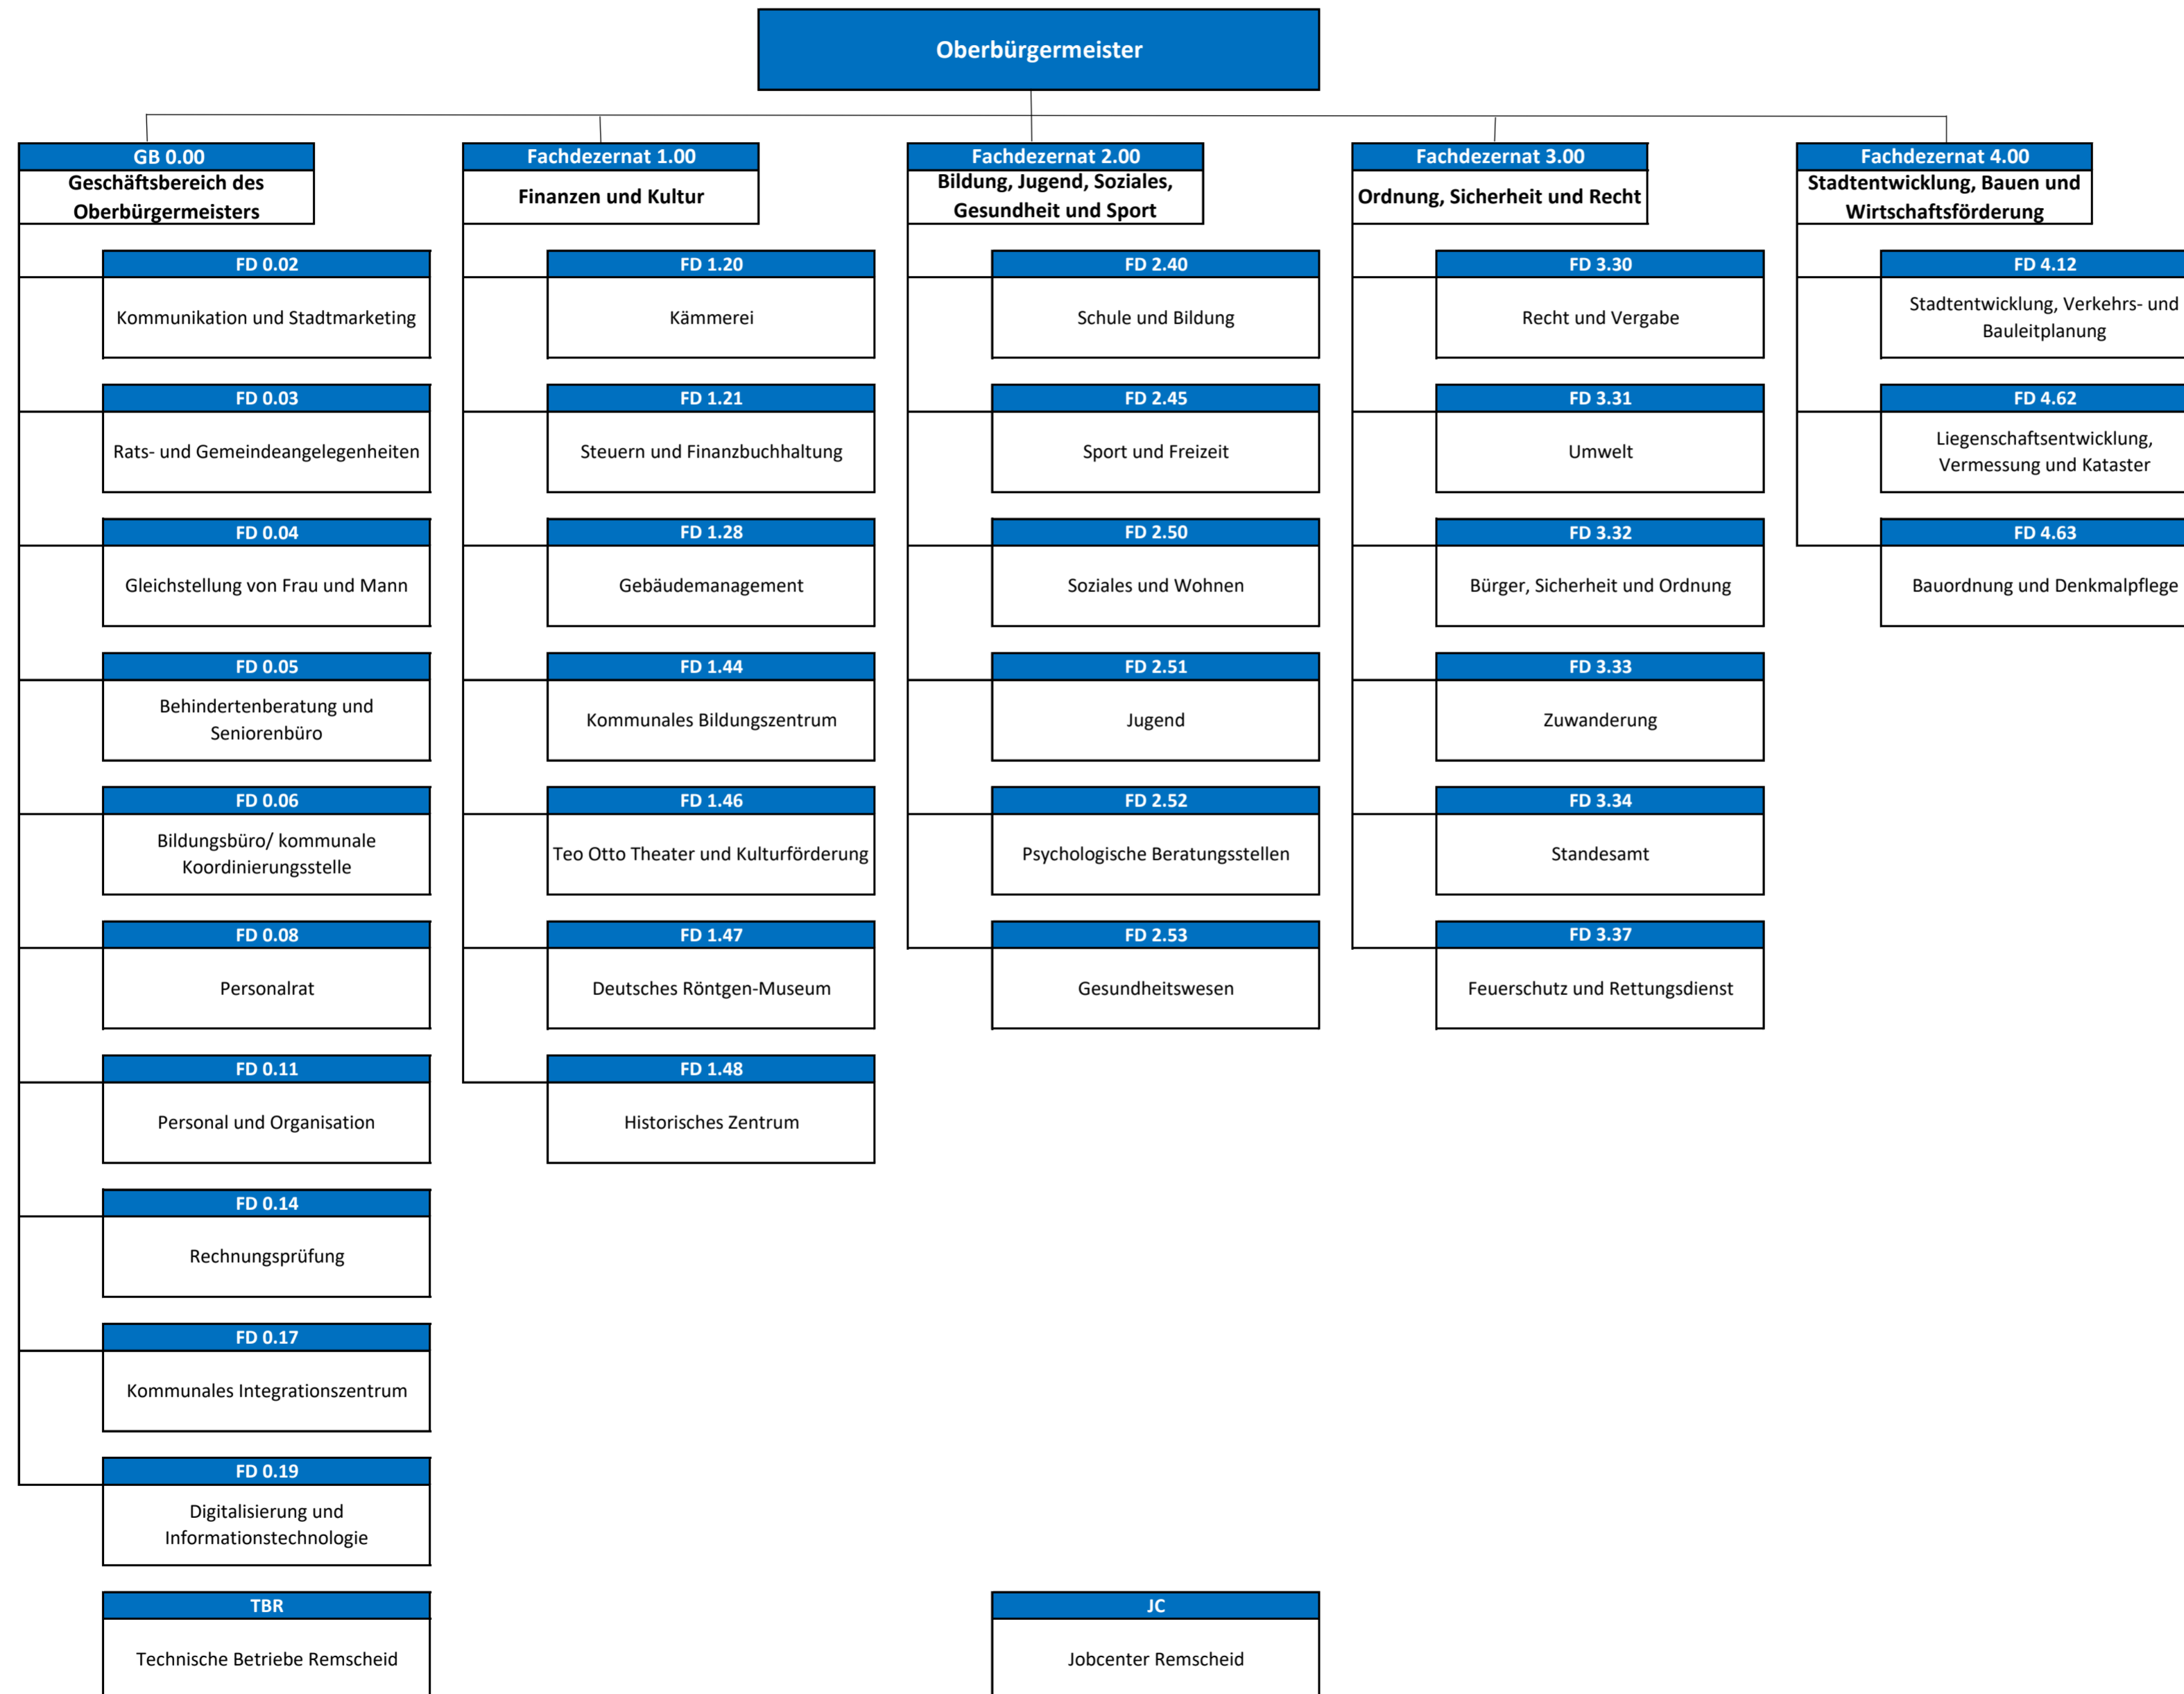 Oberbürgermeister
GB 0.00
Geschäftsbereich des
Oberbürgermeisters
FD 0.02
Kommunikation und Stadtmarketing
FD 0.03
Rats- und Gemeindeangelegenheiten
FD 0.04
Gleichstellung von Frau und Mann
FD 0.05
Behindertenberatung und
Seniorenbüro
FD 0.06
Bildungsbüro/ kommunale
Koordinierungsstelle
FD 0.08
Personalrat
FD 0.11
Personal und Organisation
FD 0.14
Rechnungsprüfung
FD 0.17
Kommunales Integrationszentrum
FD 0.19
Digitalisierung und
Informationstechnologie
TBR
Technische Betriebe Remscheid
Fachdezernat 1.00
Finanzen und Kultur
FD 1.20
Kämmerei
FD 1.21
Steuern und Finanzbuchhaltung
FD 1.28
Gebäudemanagement
FD 1.44
Kommunales Bildungszentrum
FD 1.46
Teo Otto Theater und Kulturförderung
FD 1.47
Deutsches Röntgen-Museum
FD 1.48
Historisches Zentrum
Fachdezernat 2.00
Bildung, Jugend, Soziales,
Gesundheit und Sport
FD 2.40
Schule und Bildung
FD 2.45
Sport und Freizeit
FD 2.50
Soziales und Wohnen
FD 2.51
Jugend
FD 2.52
Psychologische Beratungsstellen
FD 2.53
Gesundheitswesen
JC
Jobcenter Remscheid
Fachdezernat 3.00
Ordnung, Sicherheit und Recht
FD 3.30
Recht und Vergabe
FD 3.31
Umwelt
FD 3.32
Bürger, Sicherheit und Ordnung
FD 3.33
Zuwanderung
FD 3.34
Standesamt
FD 3.37
Feuerschutz und Rettungsdienst
Fachdezernat 4.00
Stadtentwicklung, Bauen und
Wirtschaftsförderung
FD 4.12
Stadtentwicklung, Verkehrs- und
Bauleitplanung
FD 4.62
Liegenschaftsentwicklung,
Vermessung und Kataster
FD 4.63
Bauordnung und Denkmalpflege